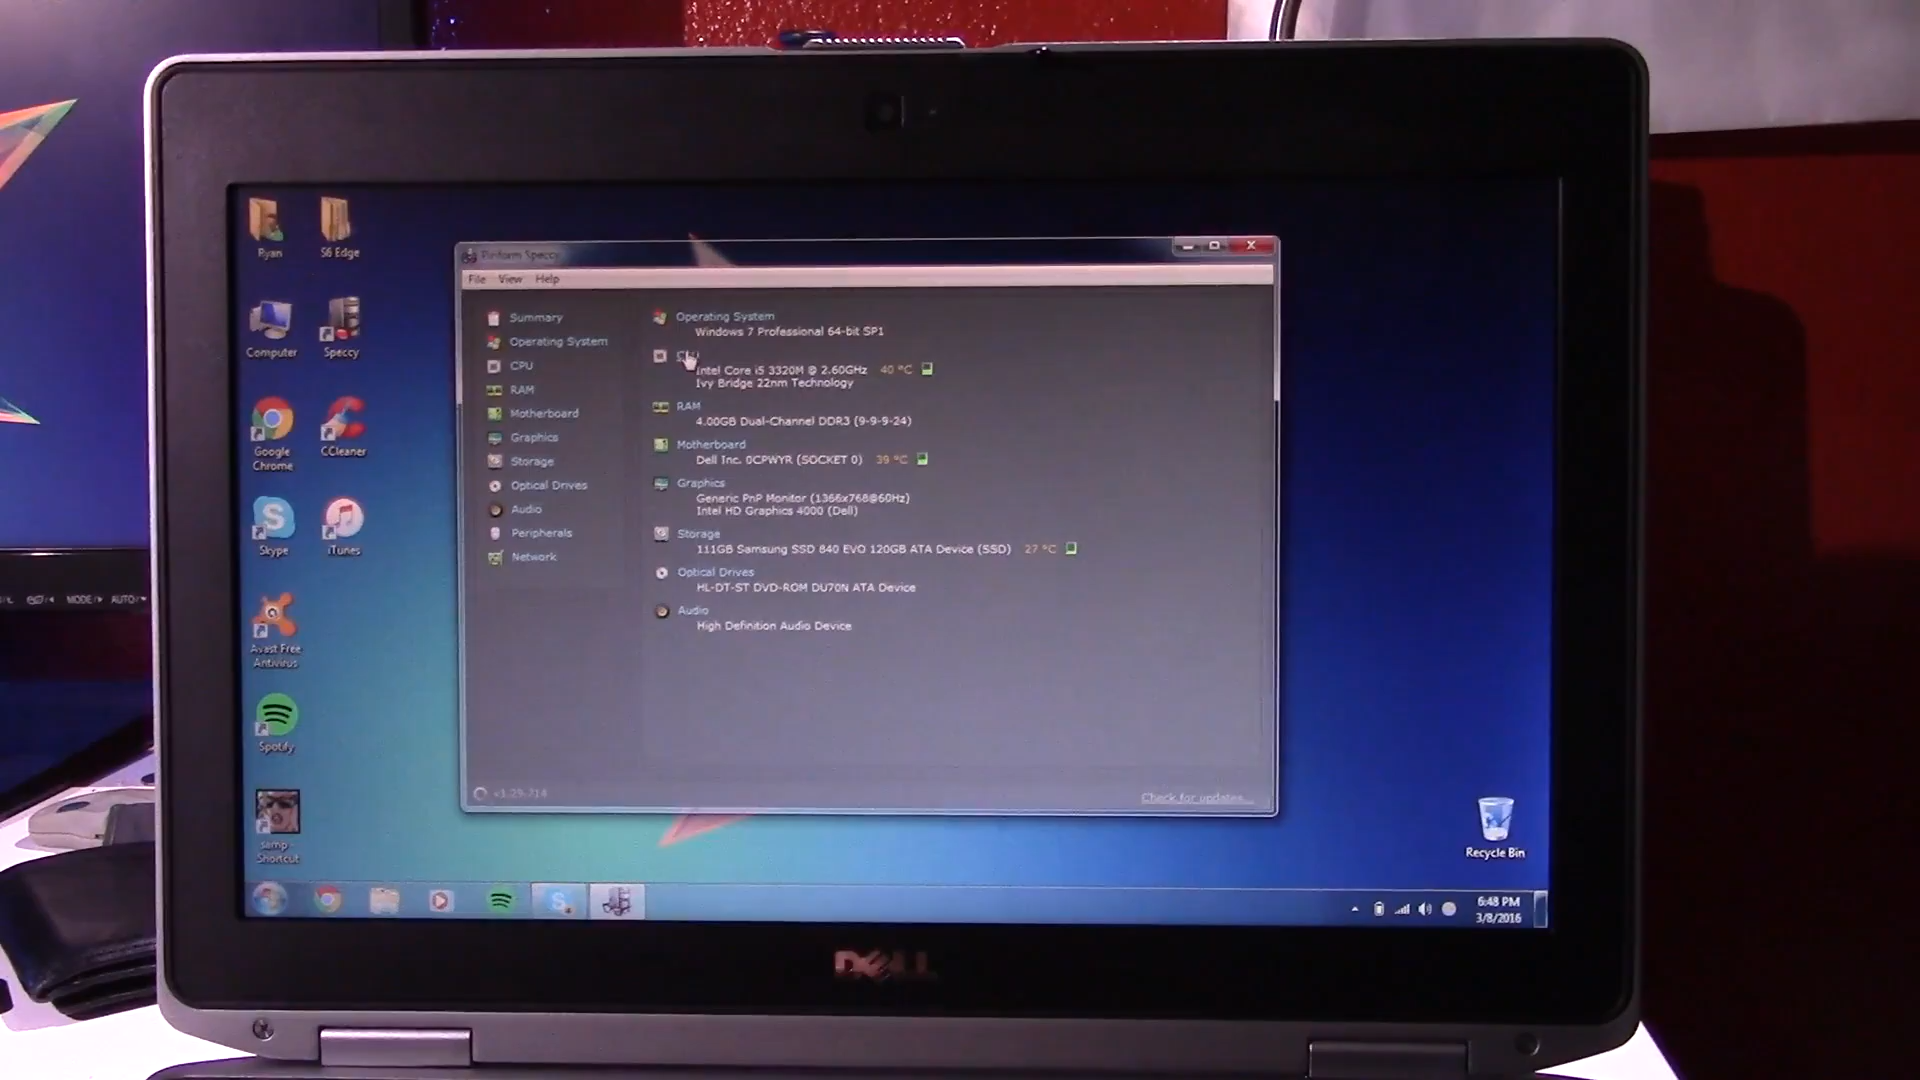 Ryan
S6 Edge
Computer
Speccy
Google
Chrome
CCleaner
Skype
iTunes
Avast Free
Antivirus
Spotify
samp -
Shortcut
Piriform Speccy
File View Help
Summary
Operating System
CPU
RAM
Motherboard
Graphics
Storage
Optical Drives
Audio
Peripherals
Network
Operating System
Windows 7 Professional 64-bit SP1
Intel Core i5 3320M @ 2.60GHz 40 °C
Ivy Bridge 22nm Technology
RAM
4.00GB Dual-Channel DDR3 (9-9-9-24)
Motherboard
Dell Inc. 0CPWYR (SOCKET 0) 39 °C
Graphics
Generic PnP Monitor (1366x768@60Hz)
Intel HD Graphics 4000 (Dell)
Storage
111GB Samsung SSD 840 EVO 120GB ATA Device (SSD) 27 °C
Optical Drives
HL-DT-ST DVD-ROM DU70N ATA Device
Audio
High Definition Audio Device
v1.29.714
Check for updates...
Recycle Bin
6:48 PM
3/8/2016
MODE/ AUTO/
DELL